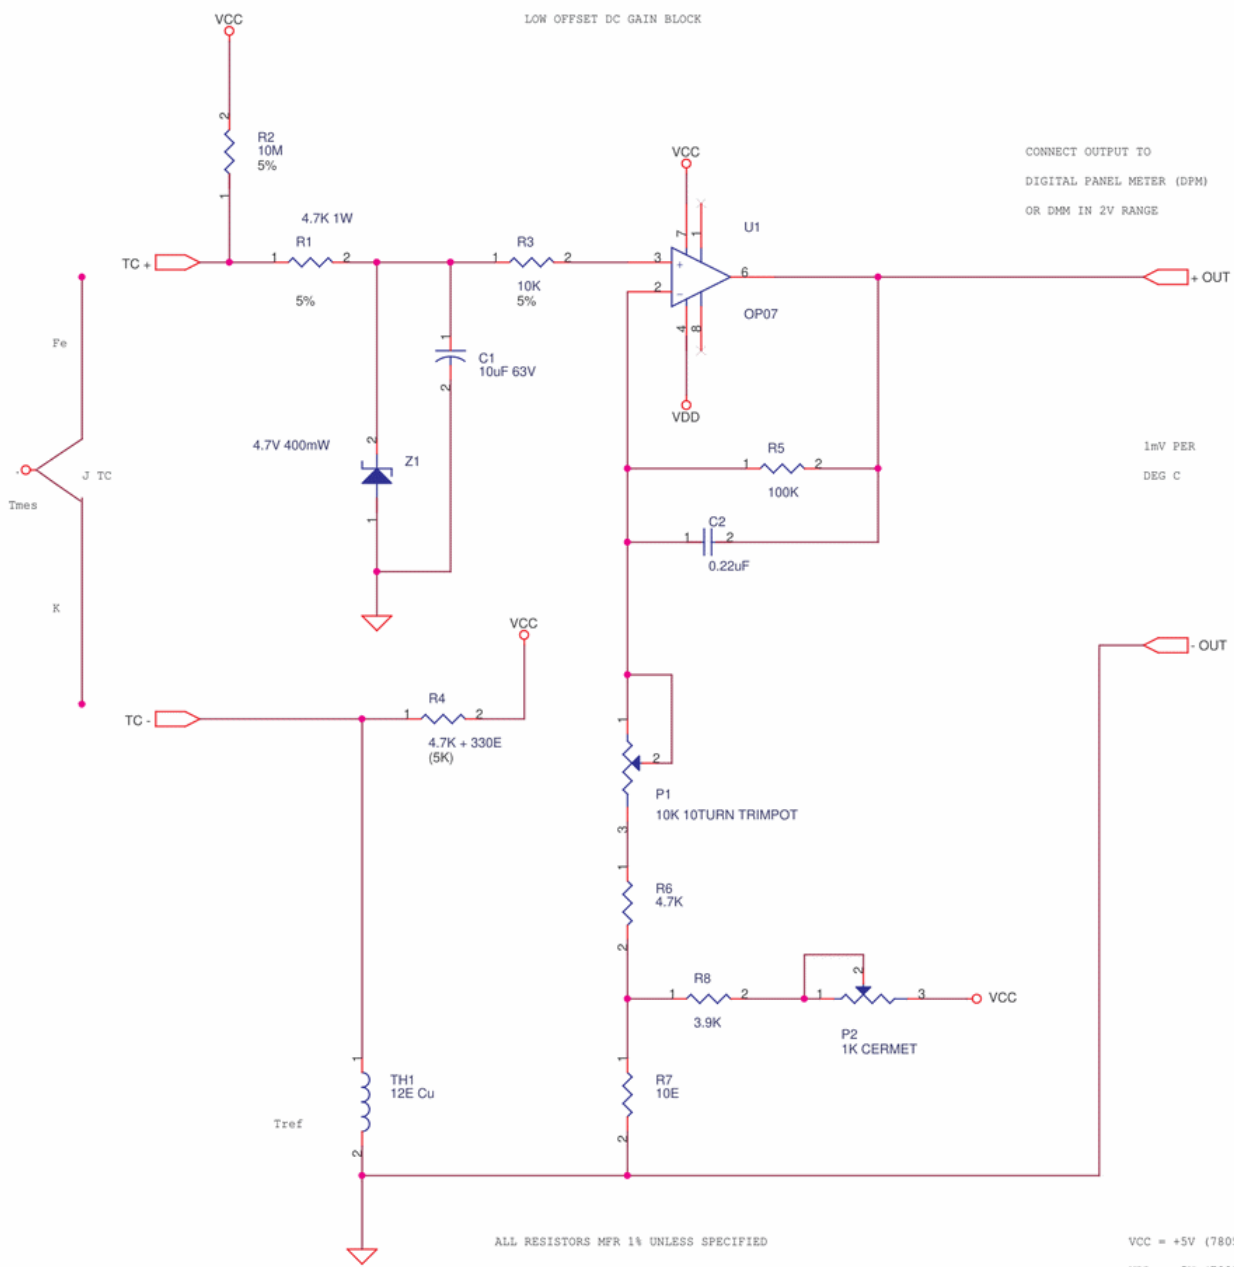 LOW OFFSET DC GAIN BLOCK
VCC
2
R2
10M
5%
1
CONNECT OUTPUT TO
DIGITAL PANEL METER (DPM)
OR DMM IN 2V RANGE
VCC
7
1
U1
4.7K 1W
R1
1
2
5%
R3
1
2
10K
5%
TC +
3
+
2
-
6
OP07
4
8
VDD
+ OUT
Fe
1
C1
10uF 63V
2
4.7V 400mW
2
Z1
1
R5
1
2
100K
1mV PER
DEG C
-
J TC
Tmes
C2
1
2
0.22uF
K
VCC
- OUT
TC -
R4
1
2
4.7K + 330E
(5K)
1
2
P1
10K 10TURN TRIMPOT
3
1
R6
4.7K
2
R8
1
2
3.9K
2
1
3
VCC
P2
1K CERMET
1
TH1
12E Cu
2
Tref
1
R7
10E
2
ALL RESISTORS MFR 1% UNLESS SPECIFIED
VCC = +5V (780